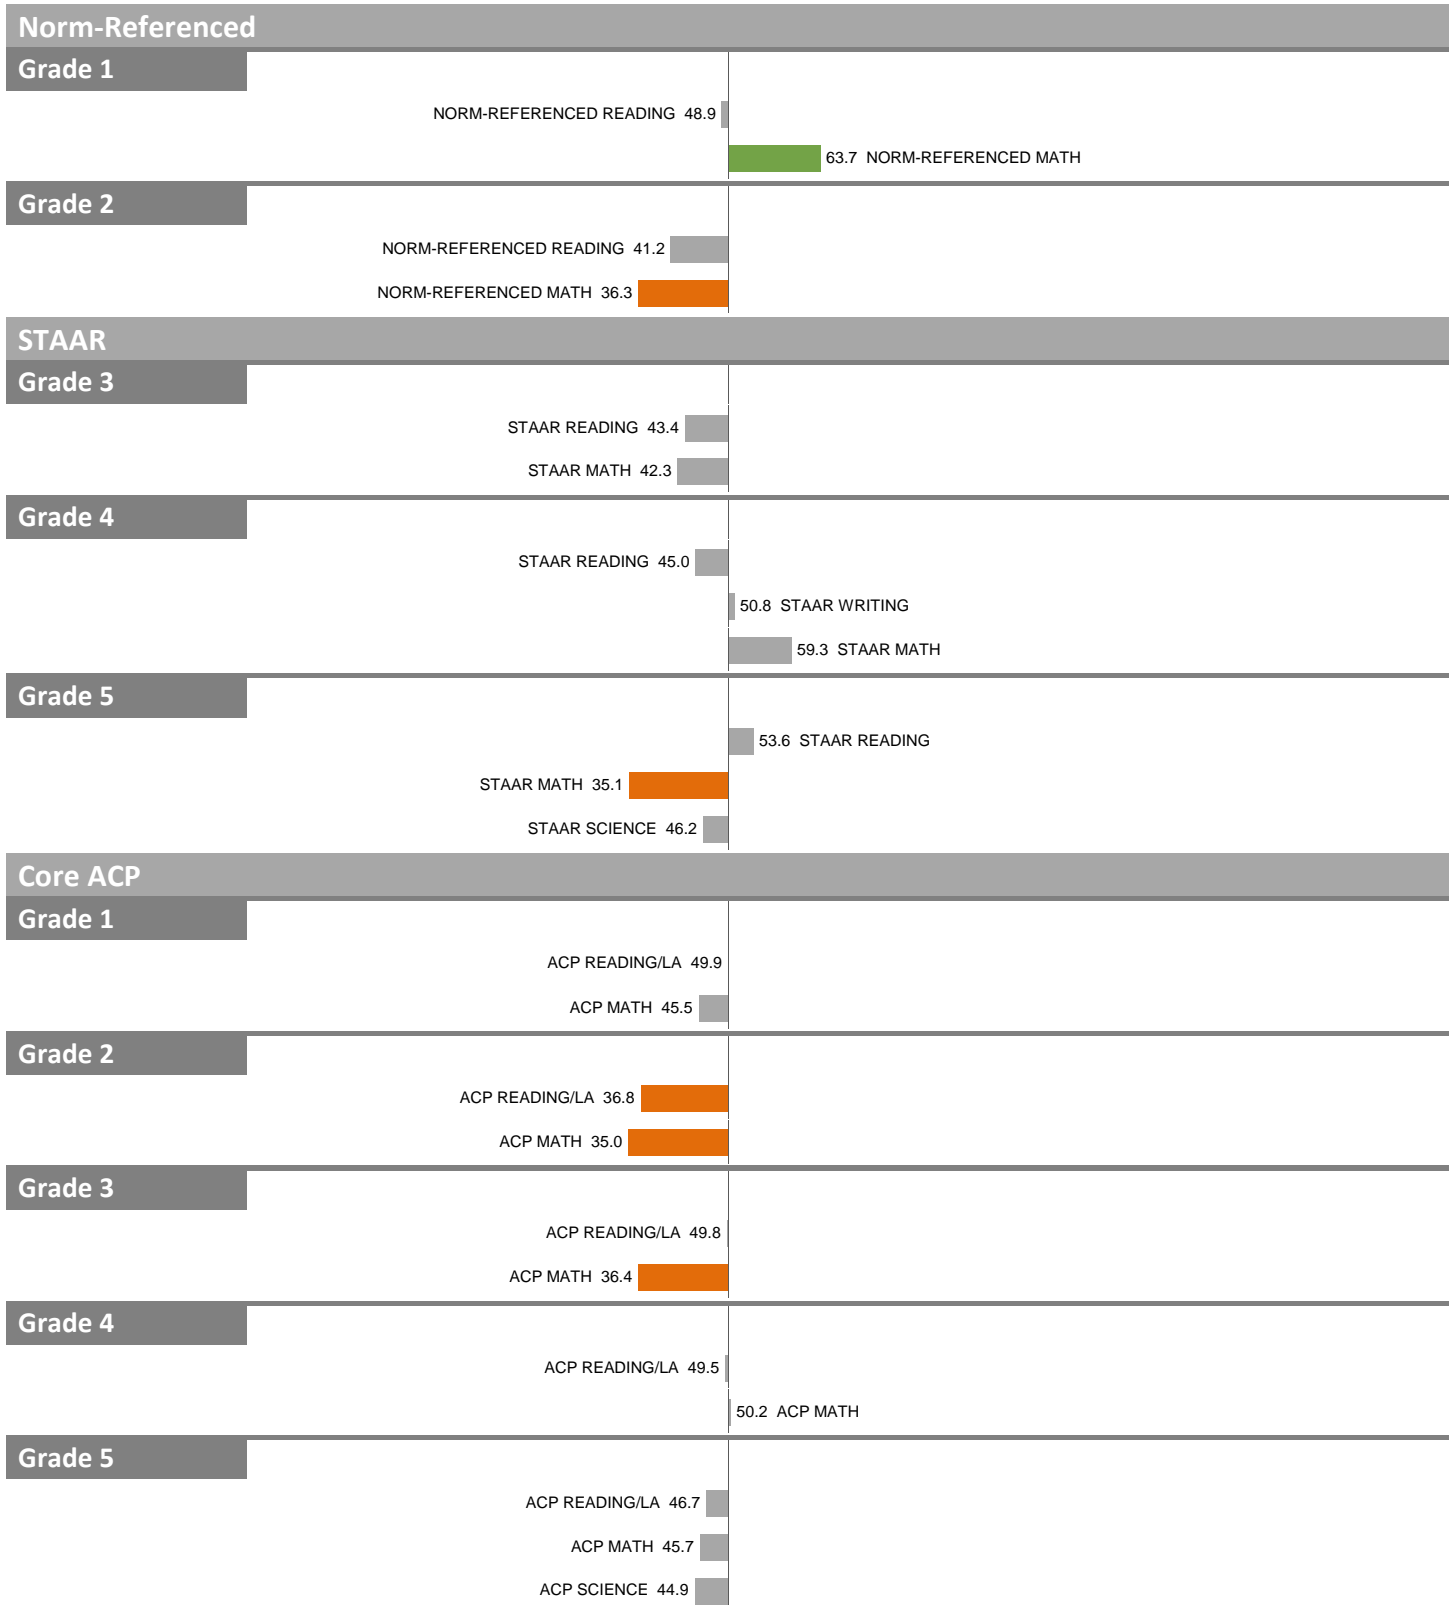 Norm-Referenced
Grade 1
NORM-REFERENCED READING 48.9
63.7 NORM-REFERENCED MATH
Grade 2
NORM-REFERENCED READING 41.2
NORM-REFERENCED MATH 36.3
STAAR
Grade 3
STAAR READING 43.4
STAAR MATH 42.3
Grade 4
STAAR READING 45.0
50.8 STAAR WRITING
59.3 STAAR MATH
Grade 5
53.6 STAAR READING
STAAR MATH 35.1
STAAR SCIENCE 46.2
Core ACP
Grade 1
ACP READING/LA 49.9
ACP MATH 45.5
Grade 2
ACP READING/LA 36.8
ACP MATH 35.0
Grade 3
ACP READING/LA 49.8
ACP MATH 36.4
Grade 4
ACP READING/LA 49.5
50.2 ACP MATH
Grade 5
ACP READING/LA 46.7
ACP MATH 45.7
ACP SCIENCE 44.9